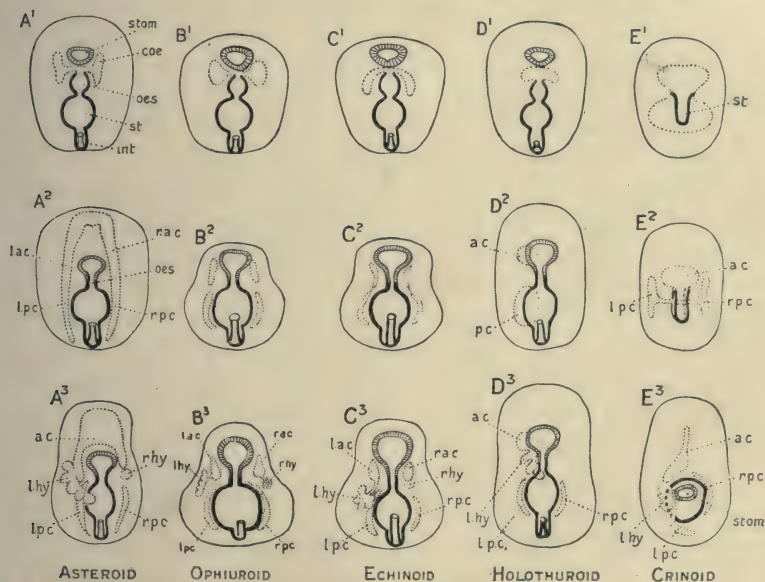 A¹ B¹ C¹ D¹ E¹
stom
coe
oes
st
int
st
A² B² C² D² E²
lac rac
oes
lpc rpc
ac
pc
ac
lpc rpc
A³ B³ C³ D³ E³
ac
rhy
lhy
lpc rpc
lac rac
lhy rhy
lpc rpc
lac rac
rhy
lhy
rpc
lpc
ac
lhy
l.p.c. rpc
ac
rpc
stom
lhy
lpc
ASTEROID OPHIUROID ECHINOID HOLOTHUROID CRINOID